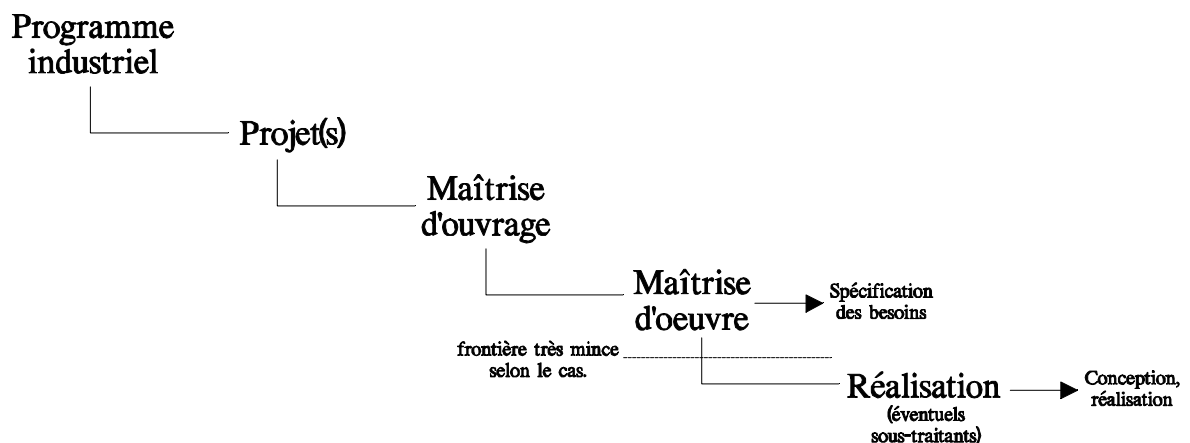 Programme
industriel
Projet(s)
Maîtrise
d'ouvrage
Maîtrise
d'oeuvre
Spécification
des besoins
frontière très mince
selon le cas.
Réalisation
(éventuels
sous-traitants)
Conception,
réalisation